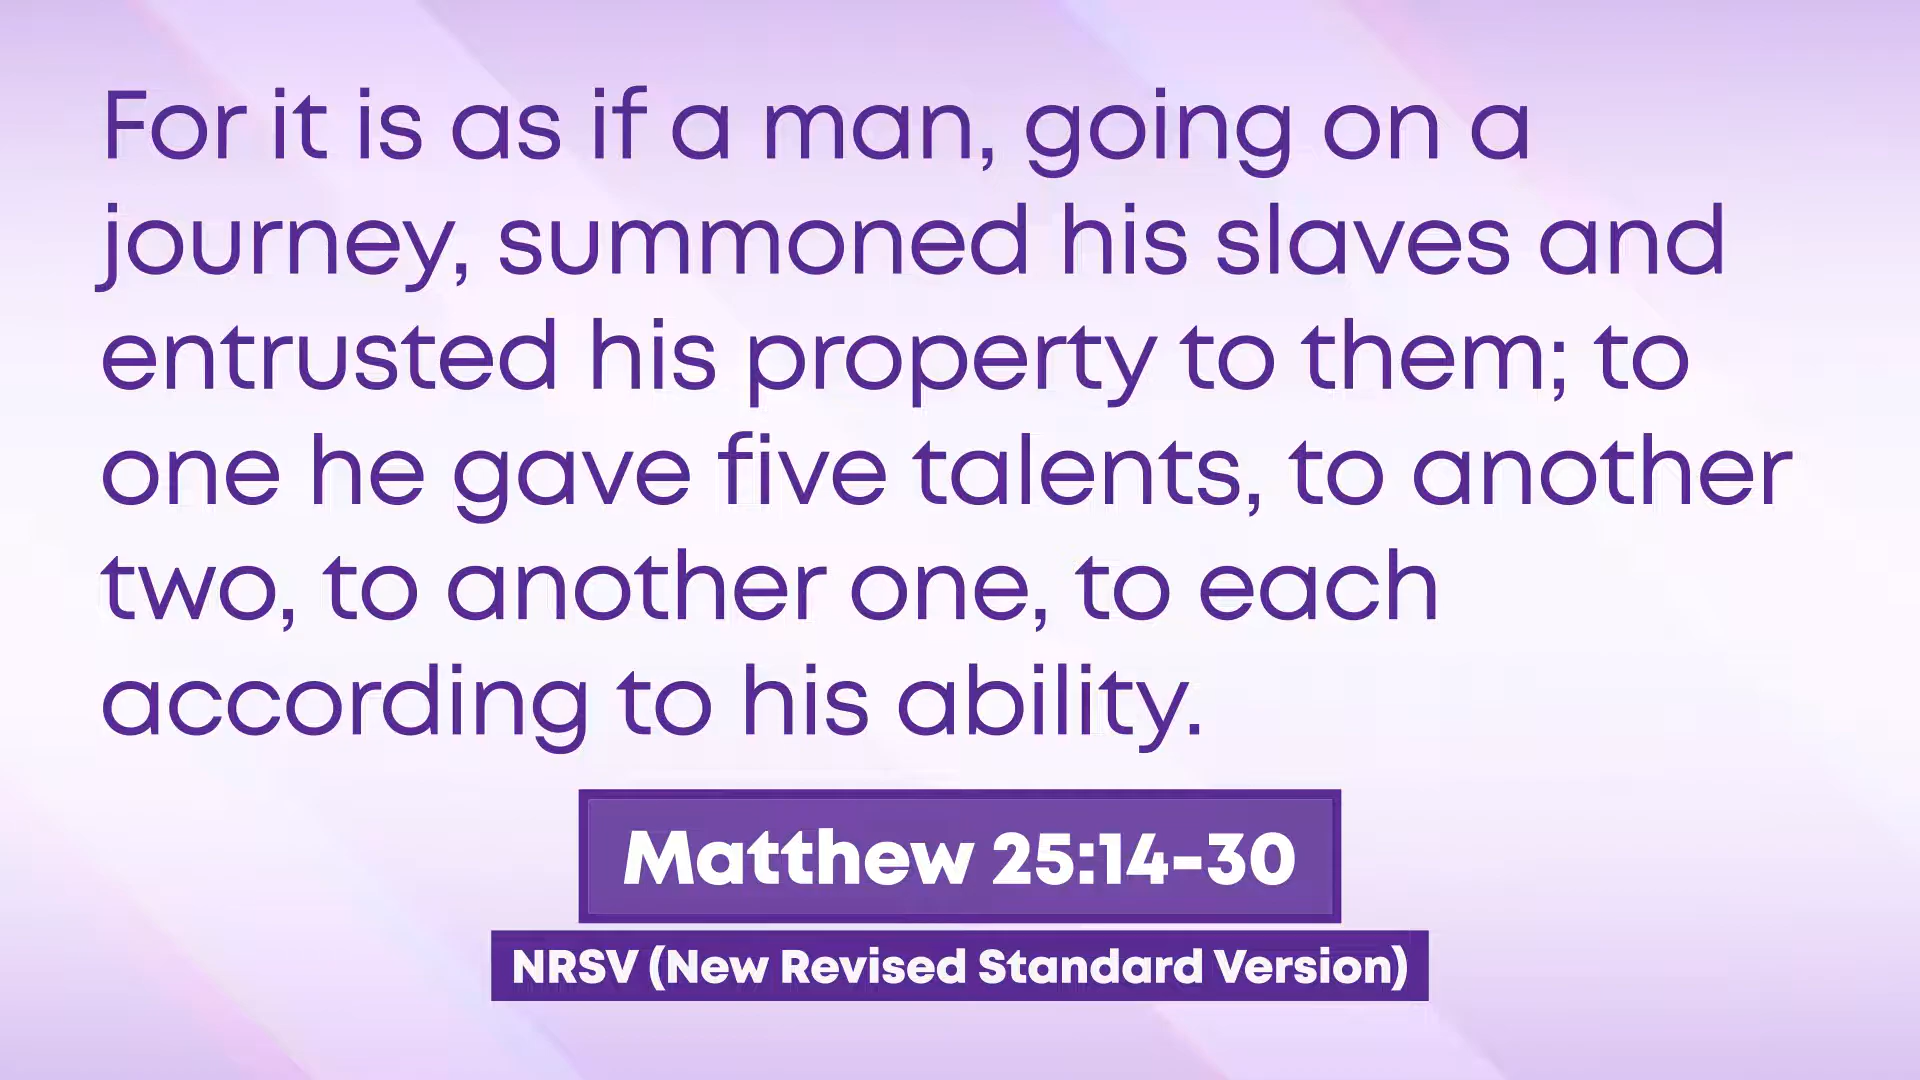 For it is as if a man, going on a
journey, summoned his slaves and
entrusted his property to them; to
one he gave five talents, to another
two, to another one, to each
according to his ability.
Matthew 25:14-30
NRSV (New Revised Standard Version)